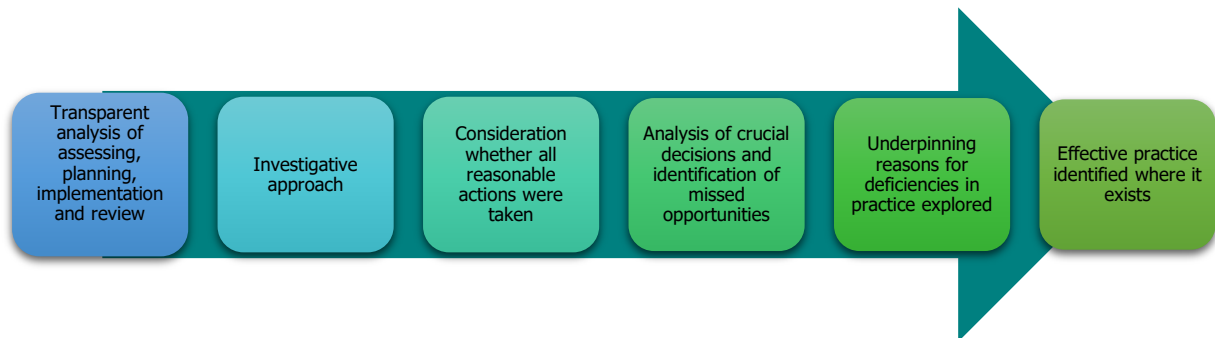 Transparent
analysis of
assessing,
planning,
implementation
and review
Investigative
approach
Consideration
whether all
reasonable
actions were
taken
Analysis of crucial
decisions and
identification of
missed
opportunities
Underpinning
reasons for
deficiencies in
practice explored
Effective practice
identified where it
exists